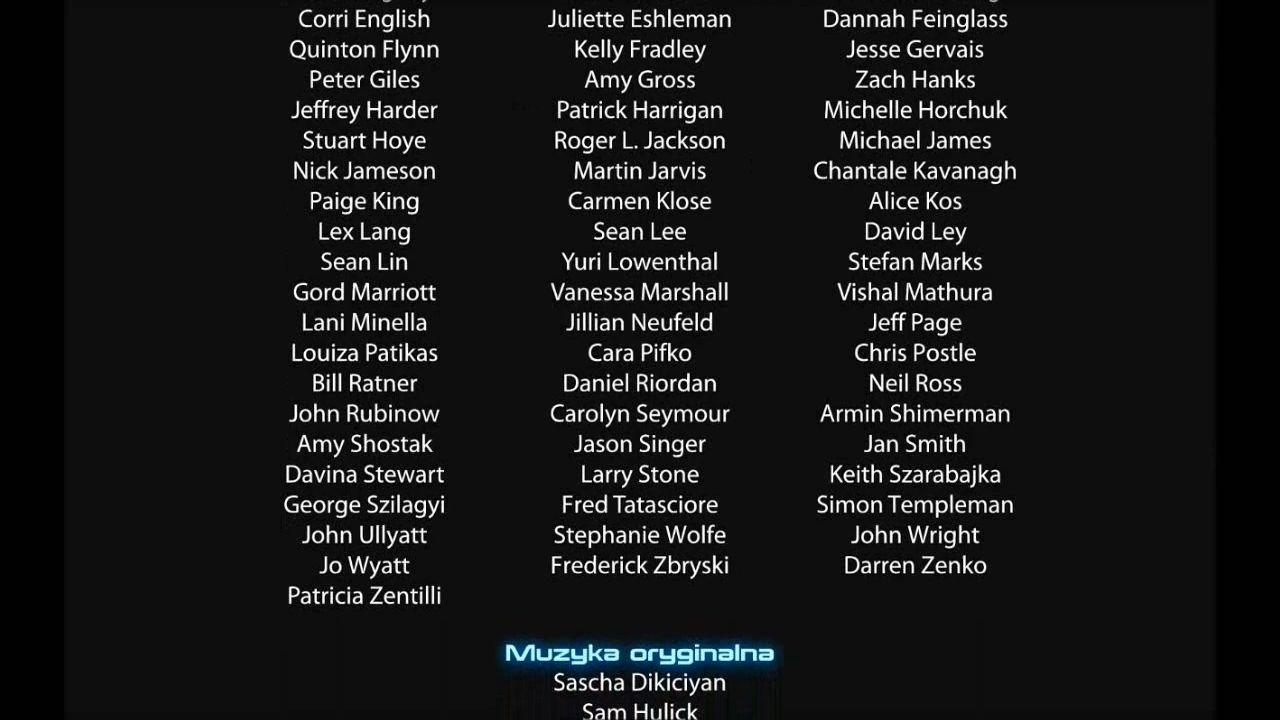 Corri English Juliette Eshleman Dannah Feinglass
Quinton Flynn Kelly Fradley Jesse Gervais
Peter Giles Amy Gross Zach Hanks
Jeffrey Harder Patrick Harrigan Michelle Horchuk
Stuart Hoye Roger L. Jackson Michael James
Nick Jameson Martin Jarvis Chantale Kavanagh
Paige King Carmen Klose Alice Kos
Lex Lang Sean Lee David Ley
Sean Lin Yuri Lowenthal Stefan Marks
Gord Marriott Vanessa Marshall Vishal Mathura
Lani Minella Jillian Neufeld Jeff Page
Louiza Patikas Cara Pifko Chris Postle
Bill Ratner Daniel Riordan Neil Ross
John Rubinow Carolyn Seymour Armin Shimerman
Amy Shostak Jason Singer Jan Smith
Davina Stewart Larry Stone Keith Szarabajka
George Szilagyi Fred Tatasciore Simon Templeman
John Ullyatt Stephanie Wolfe John Wright
Jo Wyatt Frederick Zbryski Darren Zenko
Patricia Zentilli
Muzyka oryginalna
Sascha Dikiciyan
Sam Hulick